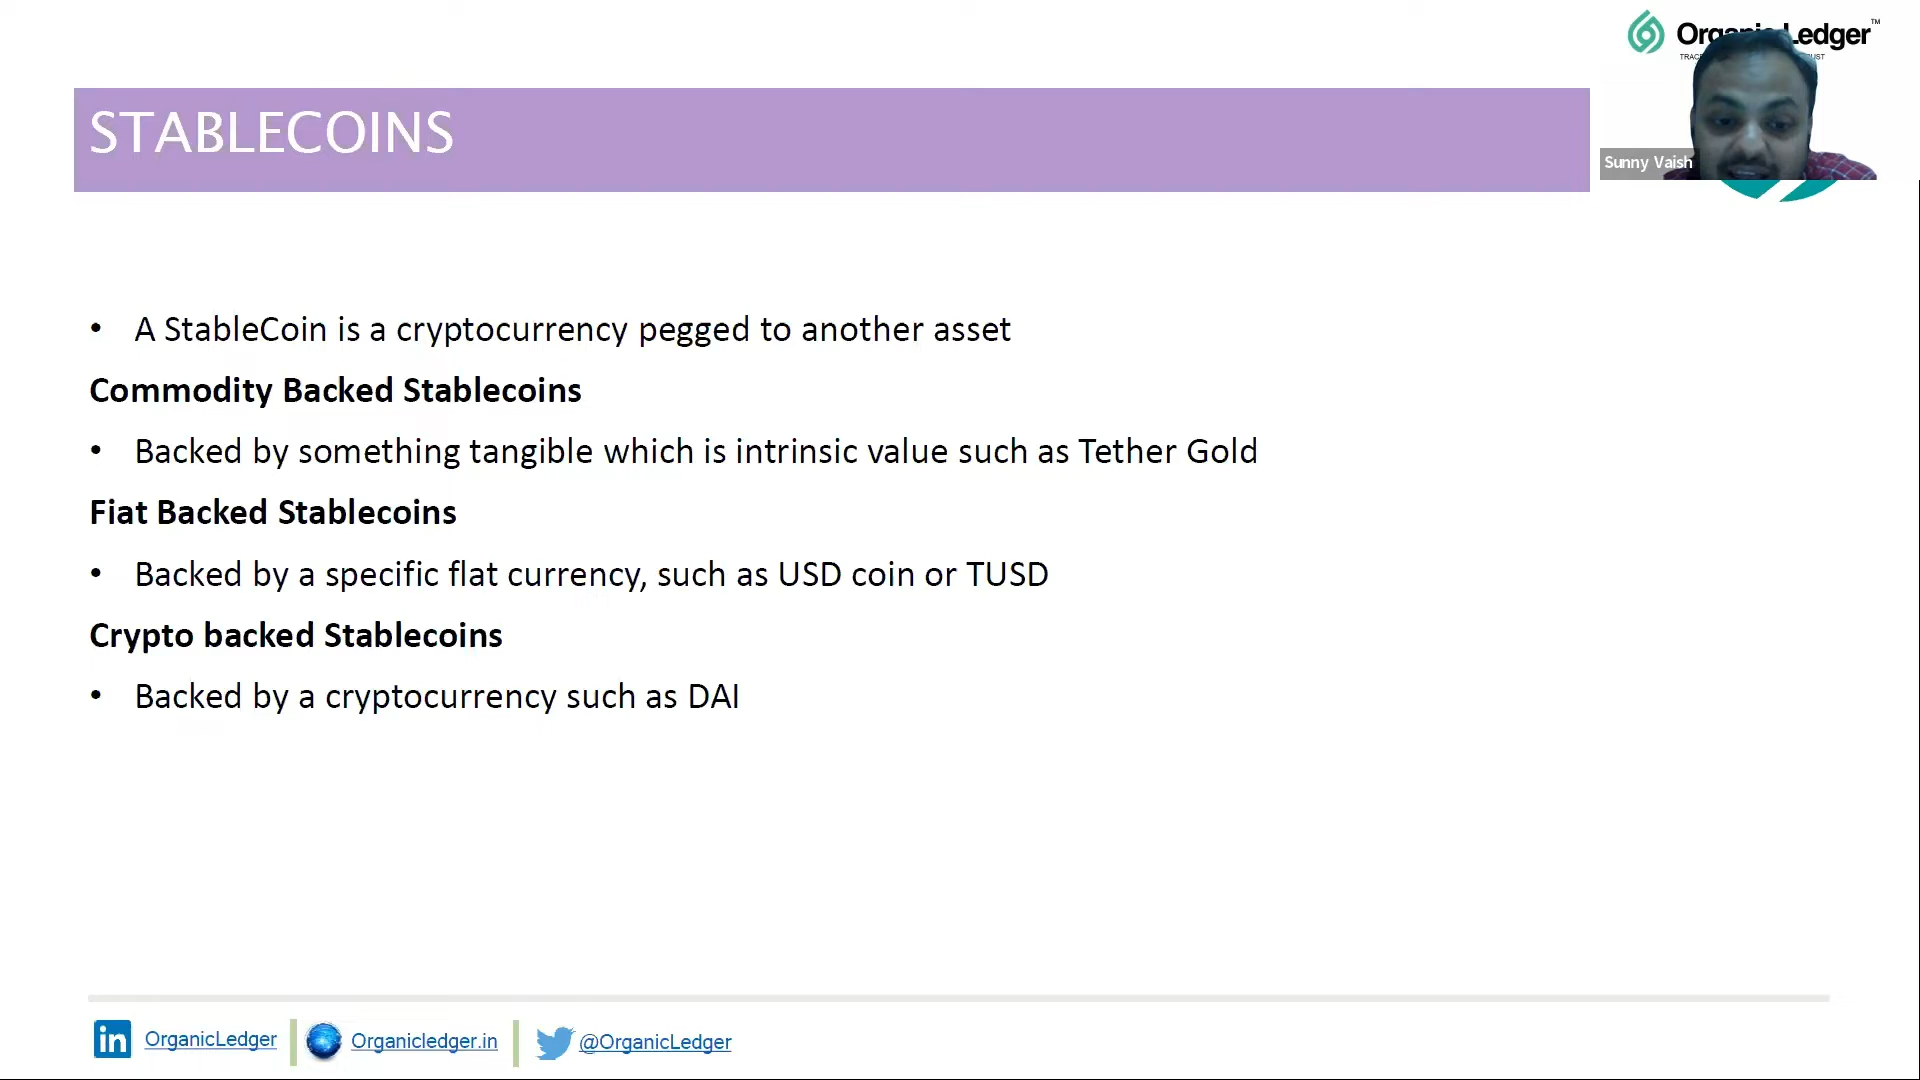 Ledger™
STABLECOINS
Sunny Vaish
• A StableCoin is a cryptocurrency pegged to another asset
Commodity Backed Stablecoins
• Backed by something tangible which is intrinsic value such as Tether Gold
Fiat Backed Stablecoins
• Backed by a specific flat currency, such as USD coin or TUSD
Crypto backed Stablecoins
• Backed by a cryptocurrency such as DAI
in OrganicLedger
Organicledger.in
@OrganicLedger